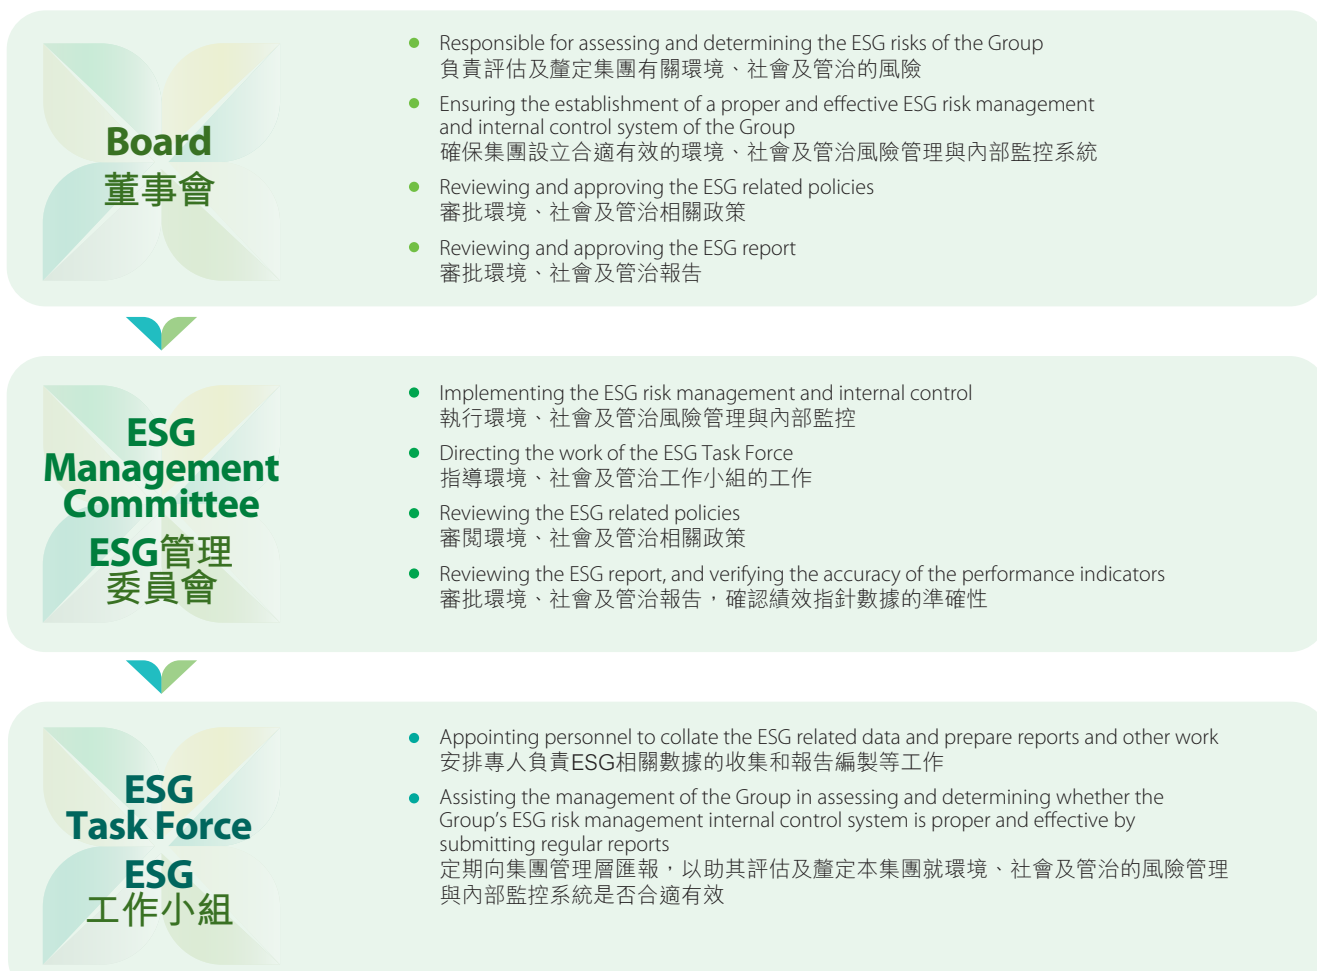 Board
董事會
Responsible for assessing and determining the ESG risks of the Group
負責評估及釐定集團有關環境、社會及管治的風險
Ensuring the establishment of a proper and effective ESG risk management
and internal control system of the Group
確保集團設立合適有效的環境、社會及管治風險管理與內部監控系統
Reviewing and approving the ESG related policies
審批環境、社會及管治相關政策
Reviewing and approving the ESG report
審批環境、社會及管治報告
ESG
Management
Committee
ESG管理
委員會
Implementing the ESG risk management and internal control
執行環境、社會及管治風險管理與內部監控
Directing the work of the ESG Task Force
指導環境、社會及管治工作小組的工作
Reviewing the ESG related policies
審閱環境、社會及管治相關政策
Reviewing the ESG report, and verifying the accuracy of the performance indicators
審批環境、社會及管治報告，確認績效指針數據的準確性
ESG
Task Force
ESG
工作小組
Appointing personnel to collate the ESG related data and prepare reports and other work
安排專人負責ESG相關數據的收集和報告編製等工作
Assisting the management of the Group in assessing and determining whether the
Group's ESG risk management internal control system is proper and effective by
submitting regular reports
定期向集團管理層匯報，以助其評估及釐定本集團就環境、社會及管治的風險管理
與內部監控系統是否合適有效